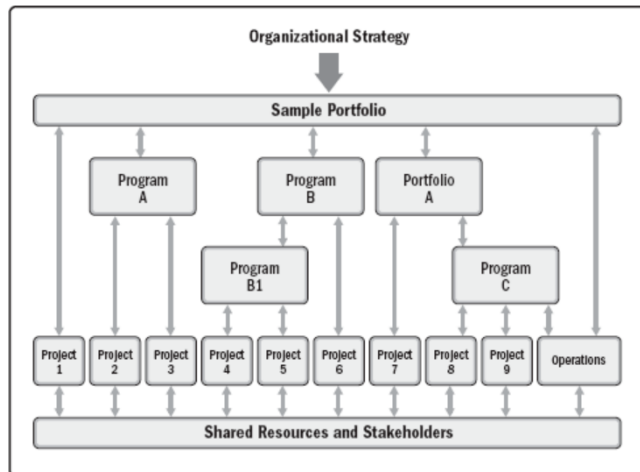 Organizational Strategy
Sample Portfolio
Program
A
Program
B
Portfolio
A
Program
B1
Program
C
Project
1
Project
2
Project
3
Project
4
Project
5
Project
6
Project
7
Project
8
Project
9
Operations
Shared Resources and Stakeholders